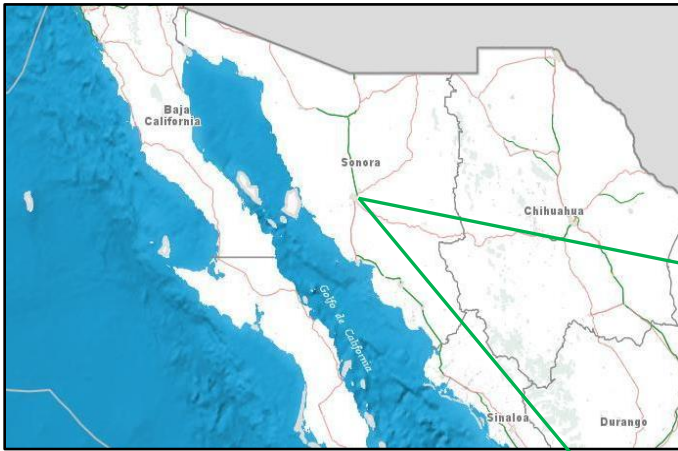 Baja
California
Sonora
Chihuahua
Golfo de California
Sinaloa
Durango